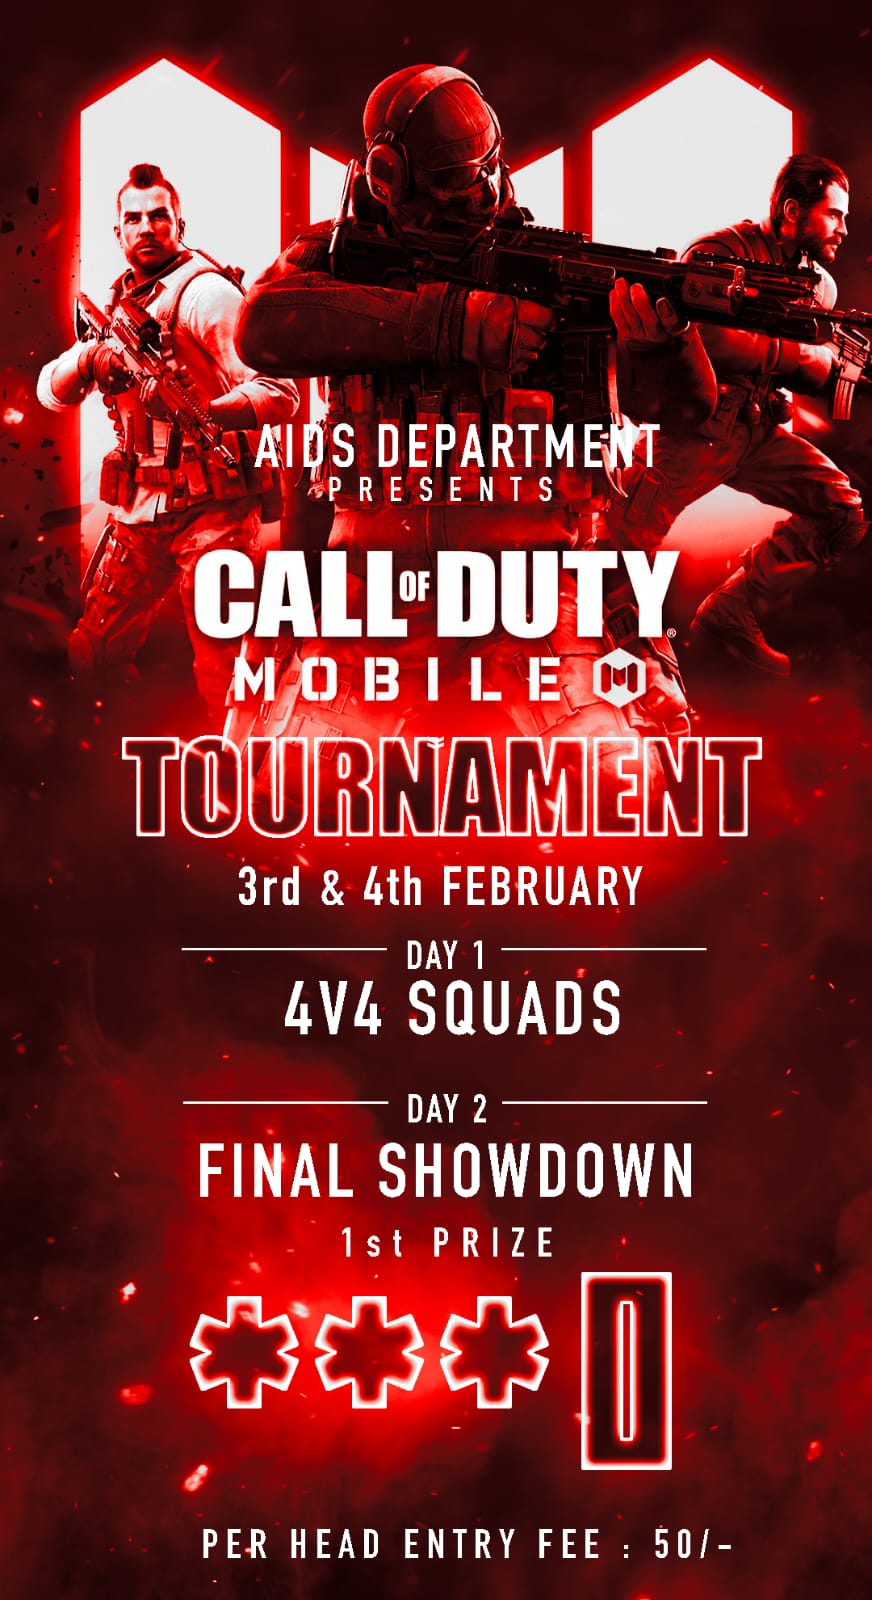 AIDS DEPARTMENT
PRESENTS
CALL OF DUTY®
MOBILE
TOURNAMENT
3rd & 4th FEBRUARY
DAY 1
4V4 SQUADS
DAY 2
FINAL SHOWDOWN
1st PRIZE
***0
PER HEAD ENTRY FEE : 50/-